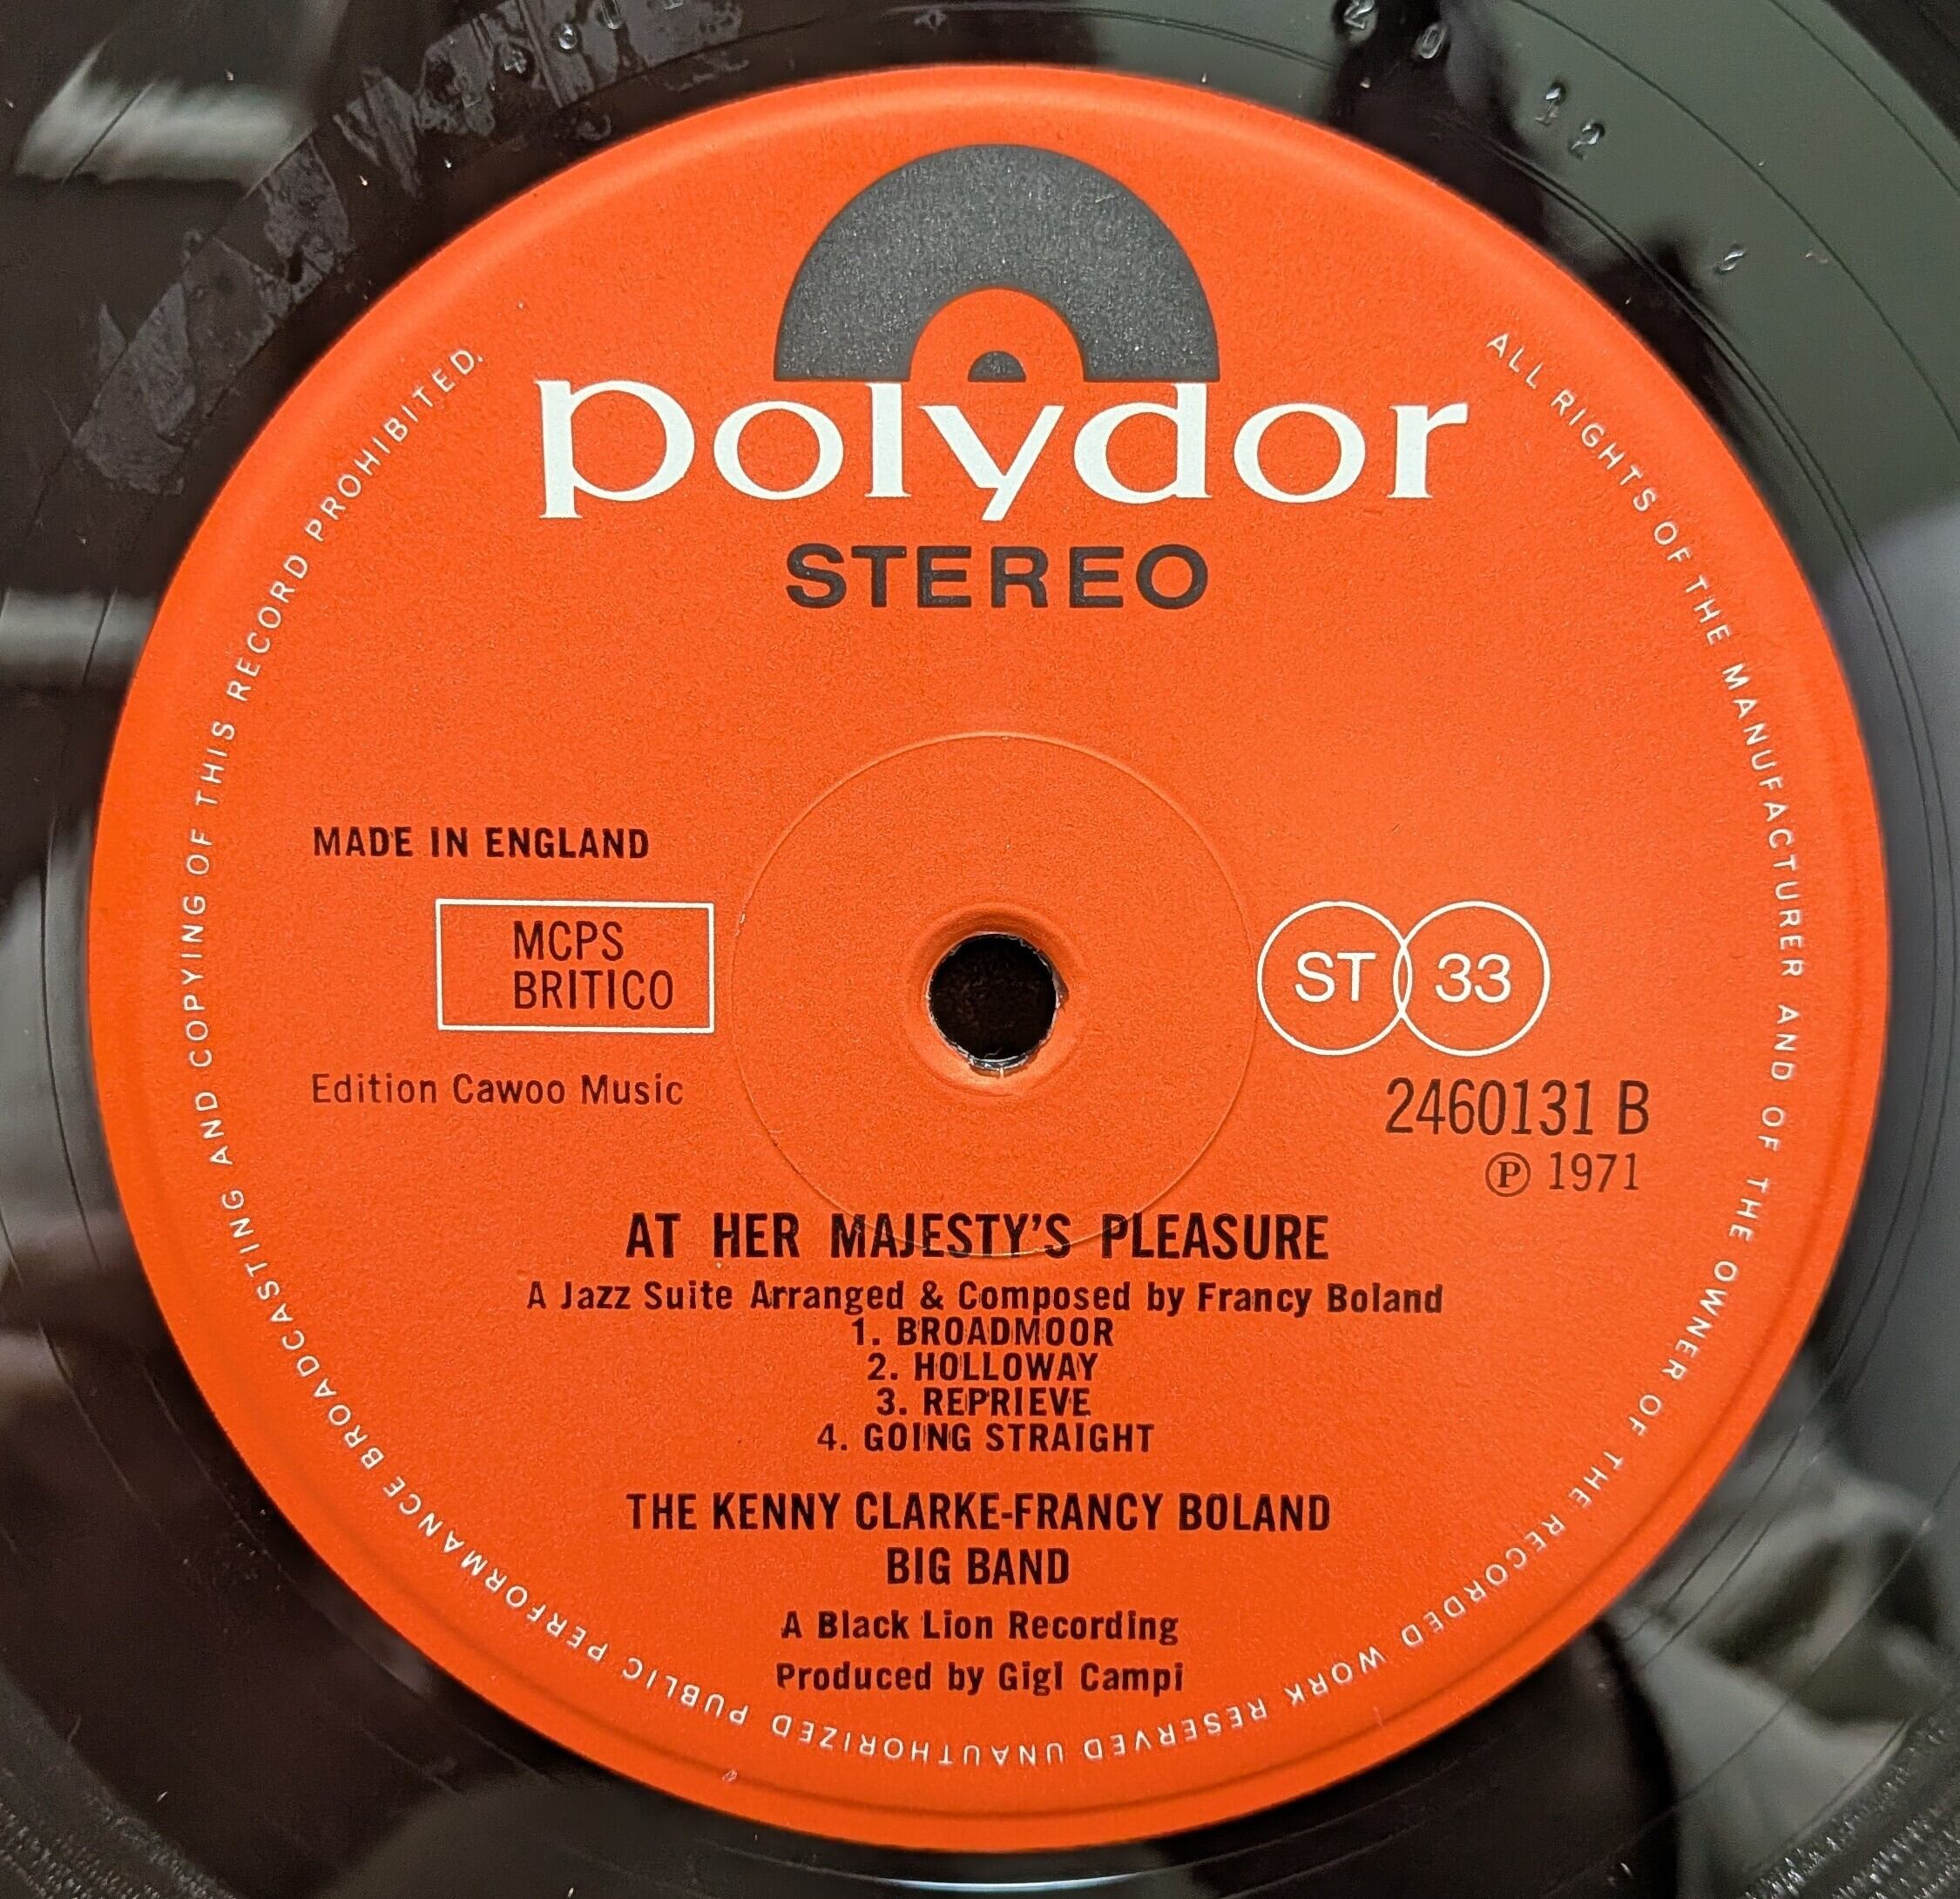 polydor
STEREO
MADE IN ENGLAND
MCPS
BRITICO
ST 33
Edition Cawoo Music
2460131 B
℗ 1971
AT HER MAJESTY'S PLEASURE
A Jazz Suite Arranged & Composed by Francy Boland
1. BROADMOOR
2. HOLLOWAY
3. REPRIEVE
4. GOING STRAIGHT
THE KENNY CLARKE-FRANCY BOLAND
BIG BAND
A Black Lion Recording
Produced by Gigi Campi
ALL RIGHTS OF THE MANUFACTURER AND OF THE OWNER OF THE RECORDED WORK RESERVED UNAUTHORIZED PUBLIC PERFORMANCE BROADCASTING AND COPYING OF THIS RECORD PROHIBITED.